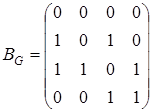 B_G = 
0 0 0 0
1 0 1 0
1 1 0 1
0 0 1 1